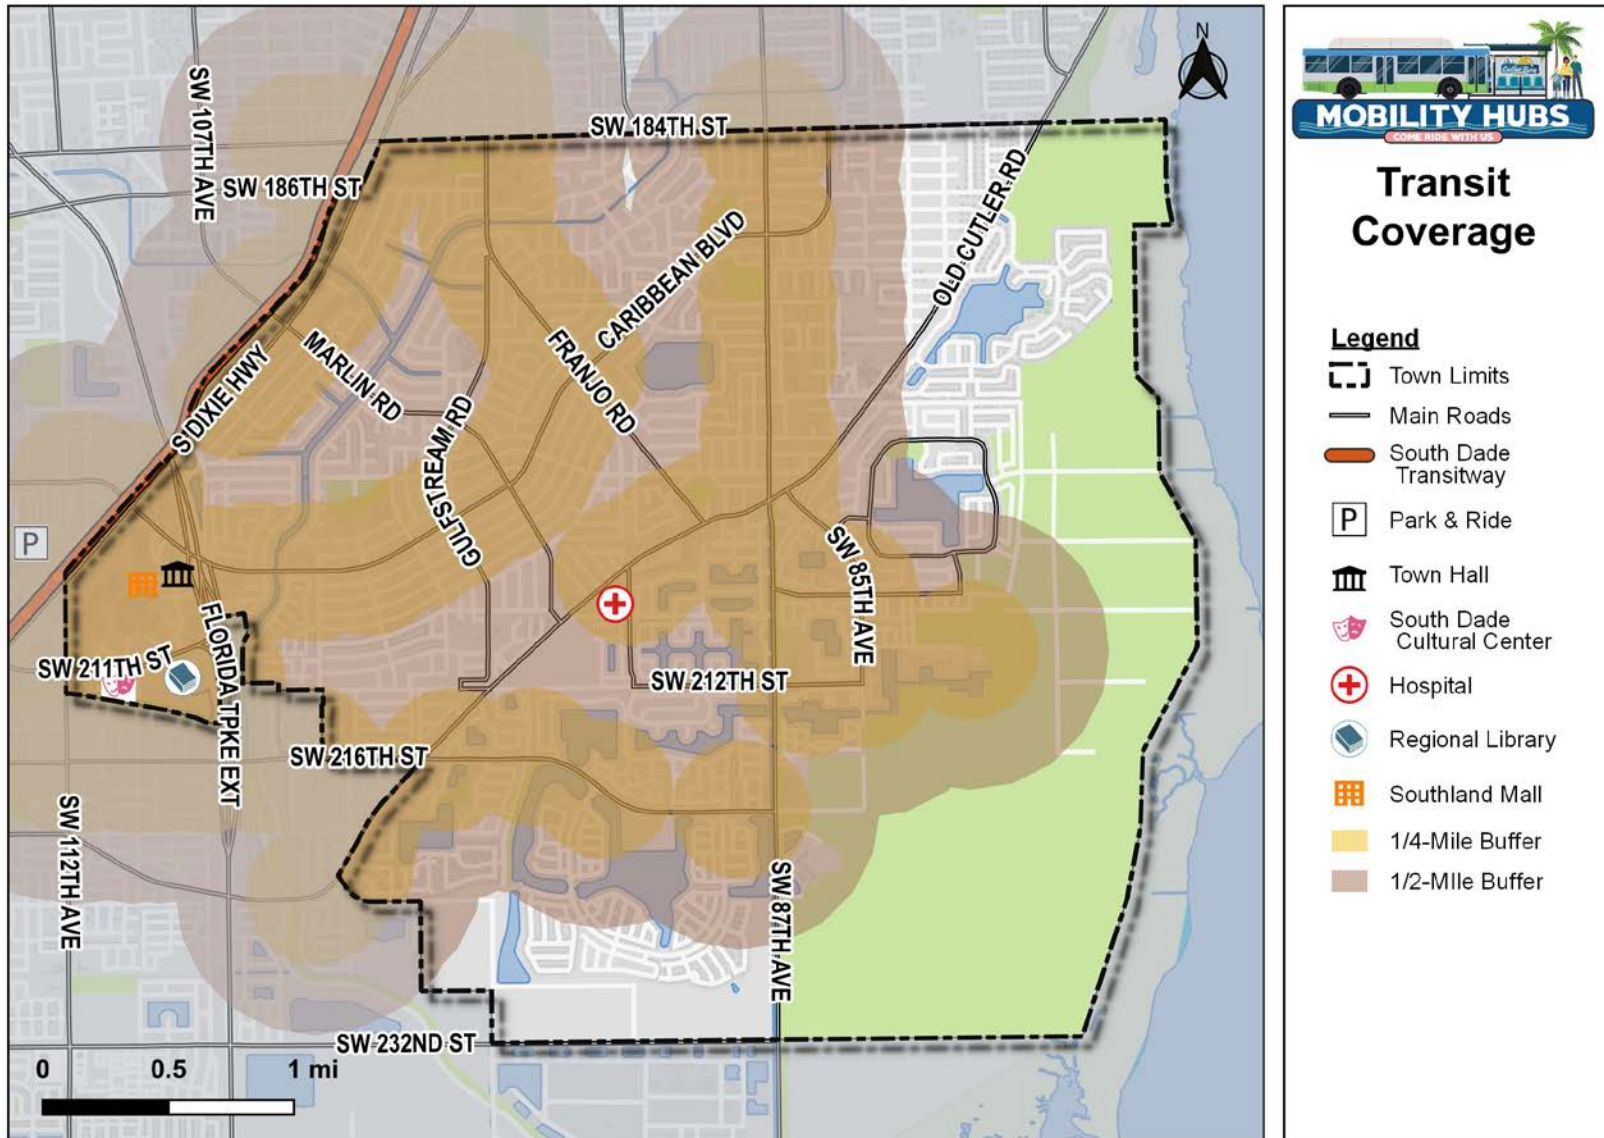 N
SW 184TH ST
SW 107TH AVE
SW 186TH ST
OLD CUTLER RD
CARIBBEAN BLVD
MARLIN RD
FRANJO RD
S DIXIE HWY
GULFSTREAM RD
P
SW 85TH AVE
FLORIDA TPKE EXT
SW 211TH ST
SW 212TH ST
SW 216TH ST
SW 112TH AVE
SW 87TH AVE
SW 232ND ST
0 0.5 1 mi
Cutler Bay
MOBILITY HUBS
COME RIDE WITH US
Transit
Coverage
Legend
Town Limits
Main Roads
South Dade
Transitway
P Park & Ride
Town Hall
South Dade
Cultural Center
Hospital
Regional Library
Southland Mall
1/4-Mile Buffer
1/2-MIle Buffer